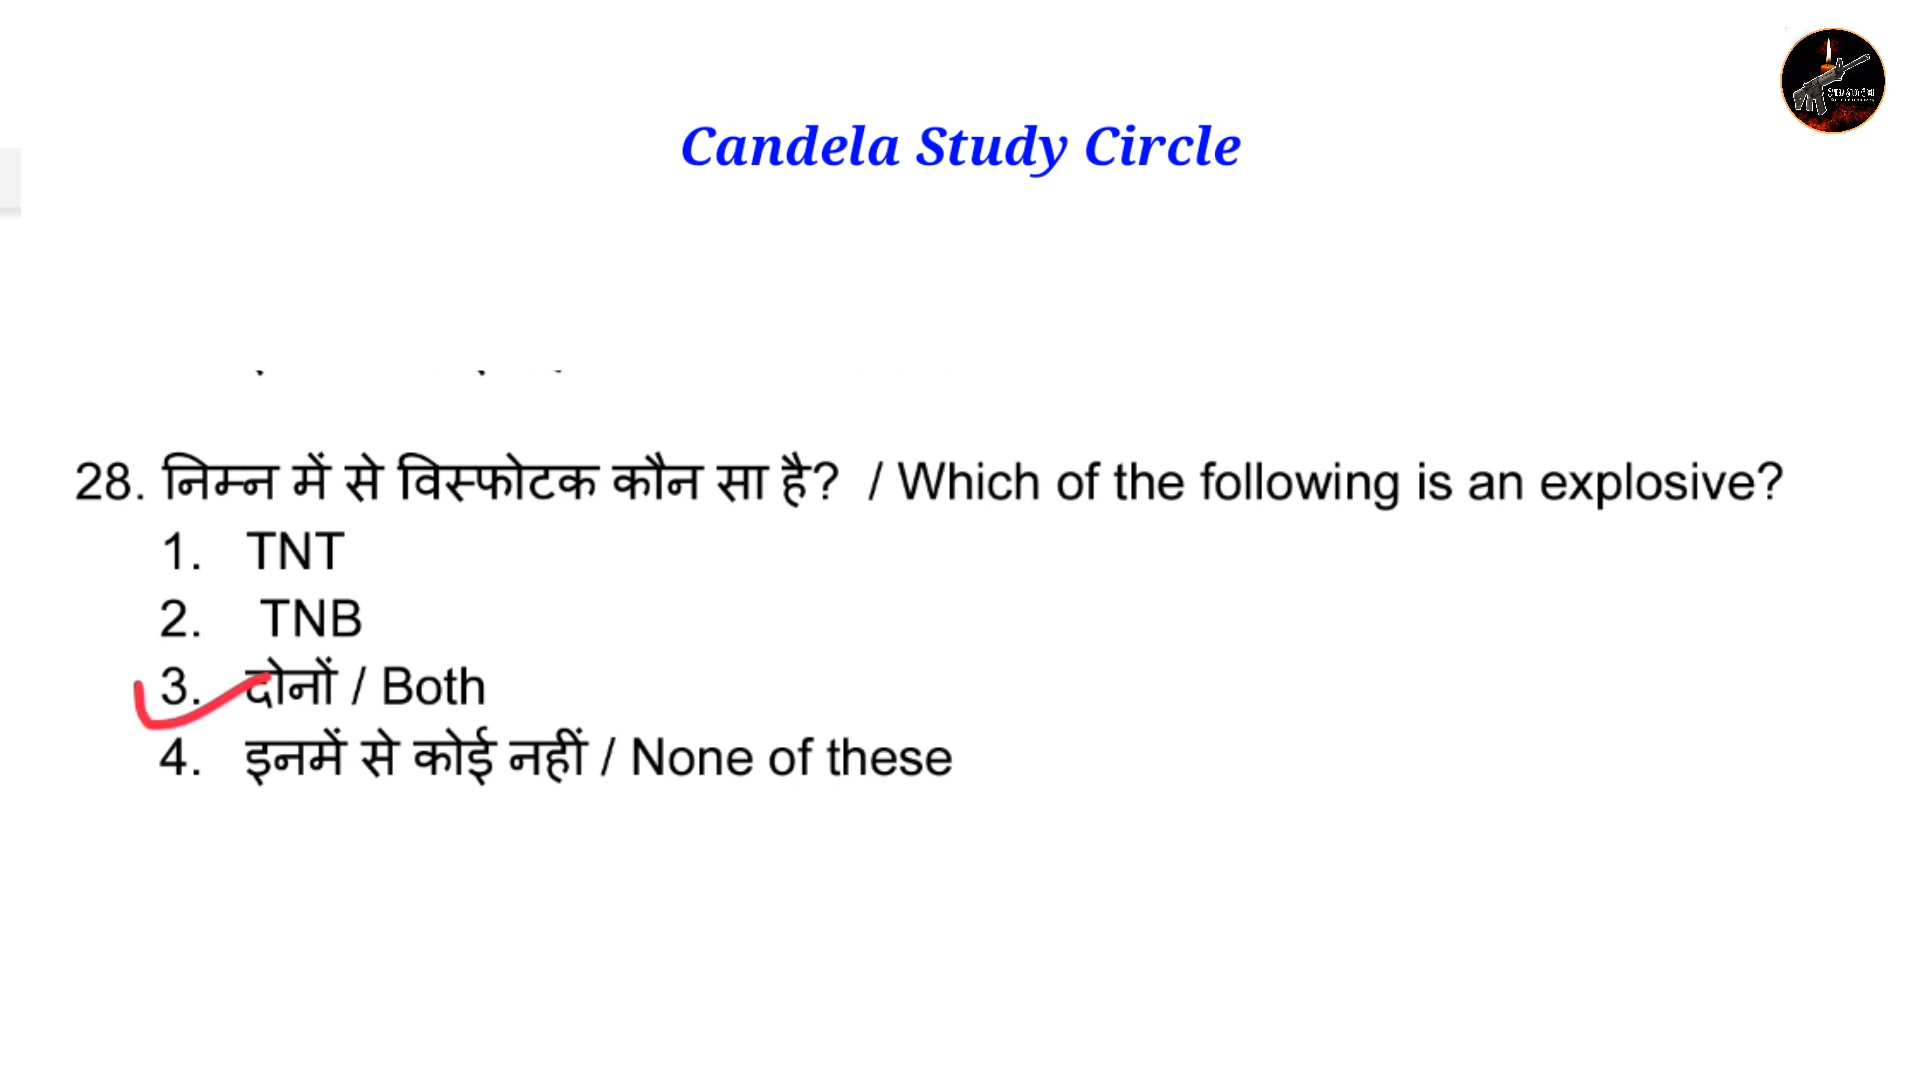 Candela Study Circle
28. निम्न में से विस्फोटक कौन सा है? / Which of the following is an explosive?
1. TNT
2. TNB
3. दोनों / Both
4. इनमें से कोई नहीं / None of these